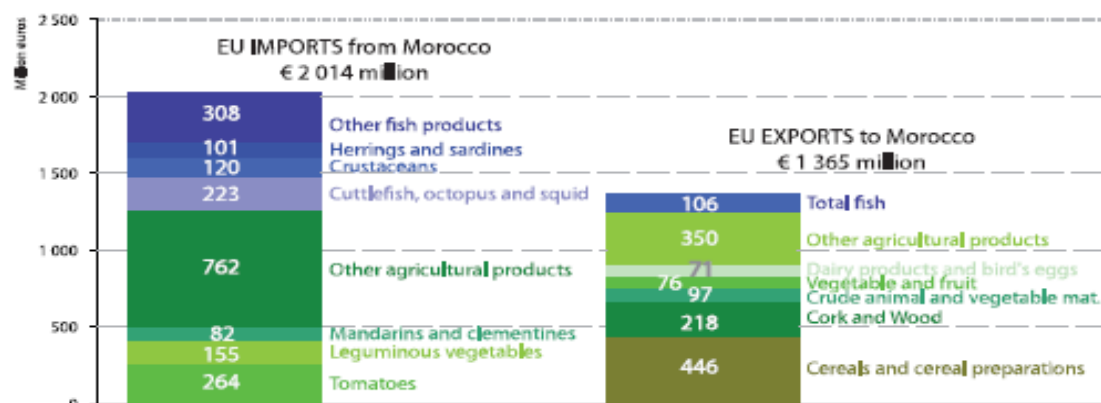 Million euros
2 500
2 000
1 500
1 000
500
0
EU IMPORTS from Morocco
€ 2 014 million
308
Other fish products
101
Herrings and sardines
120
Crustaceans
223
Cuttlefish, octopus and squid
762
Other agricultural products
82
Mandarins and clementines
155
Leguminous vegetables
264
Tomatoes
EU EXPORTS to Morocco
€ 1 365 million
106
Total fish
350
Other agricultural products
71
Dairy products and bird's eggs
76
Vegetable and fruit
97
Crude animal and vegetable mat.
218
Cork and Wood
446
Cereals and cereal preparations